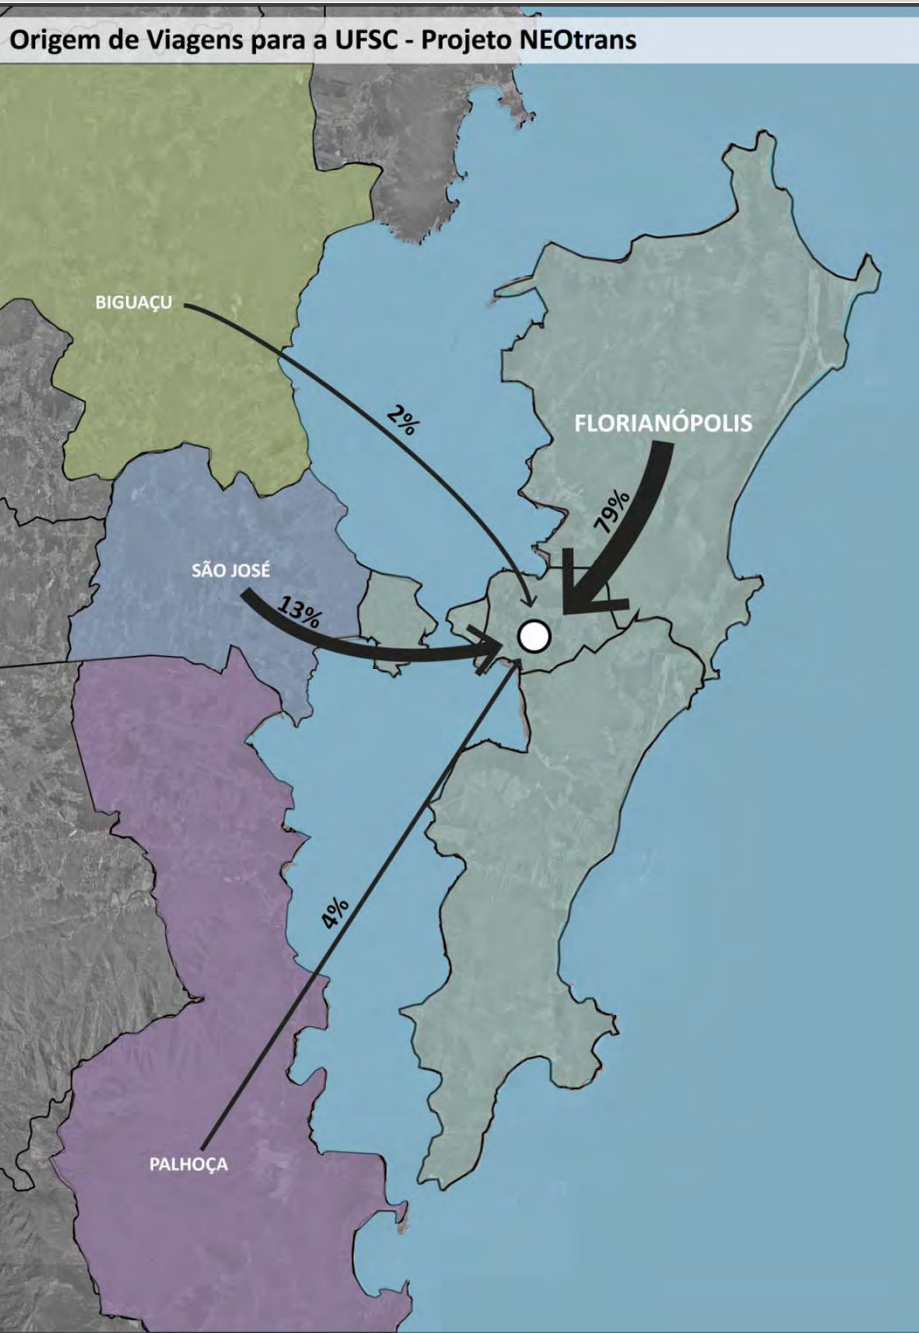 Origem de Viagens para a UFSC - Projeto NEOtrans
BIGUAÇU
2%
FLORIANÓPOLIS
79%
SÃO JOSÉ
13%
4%
PALHOÇA